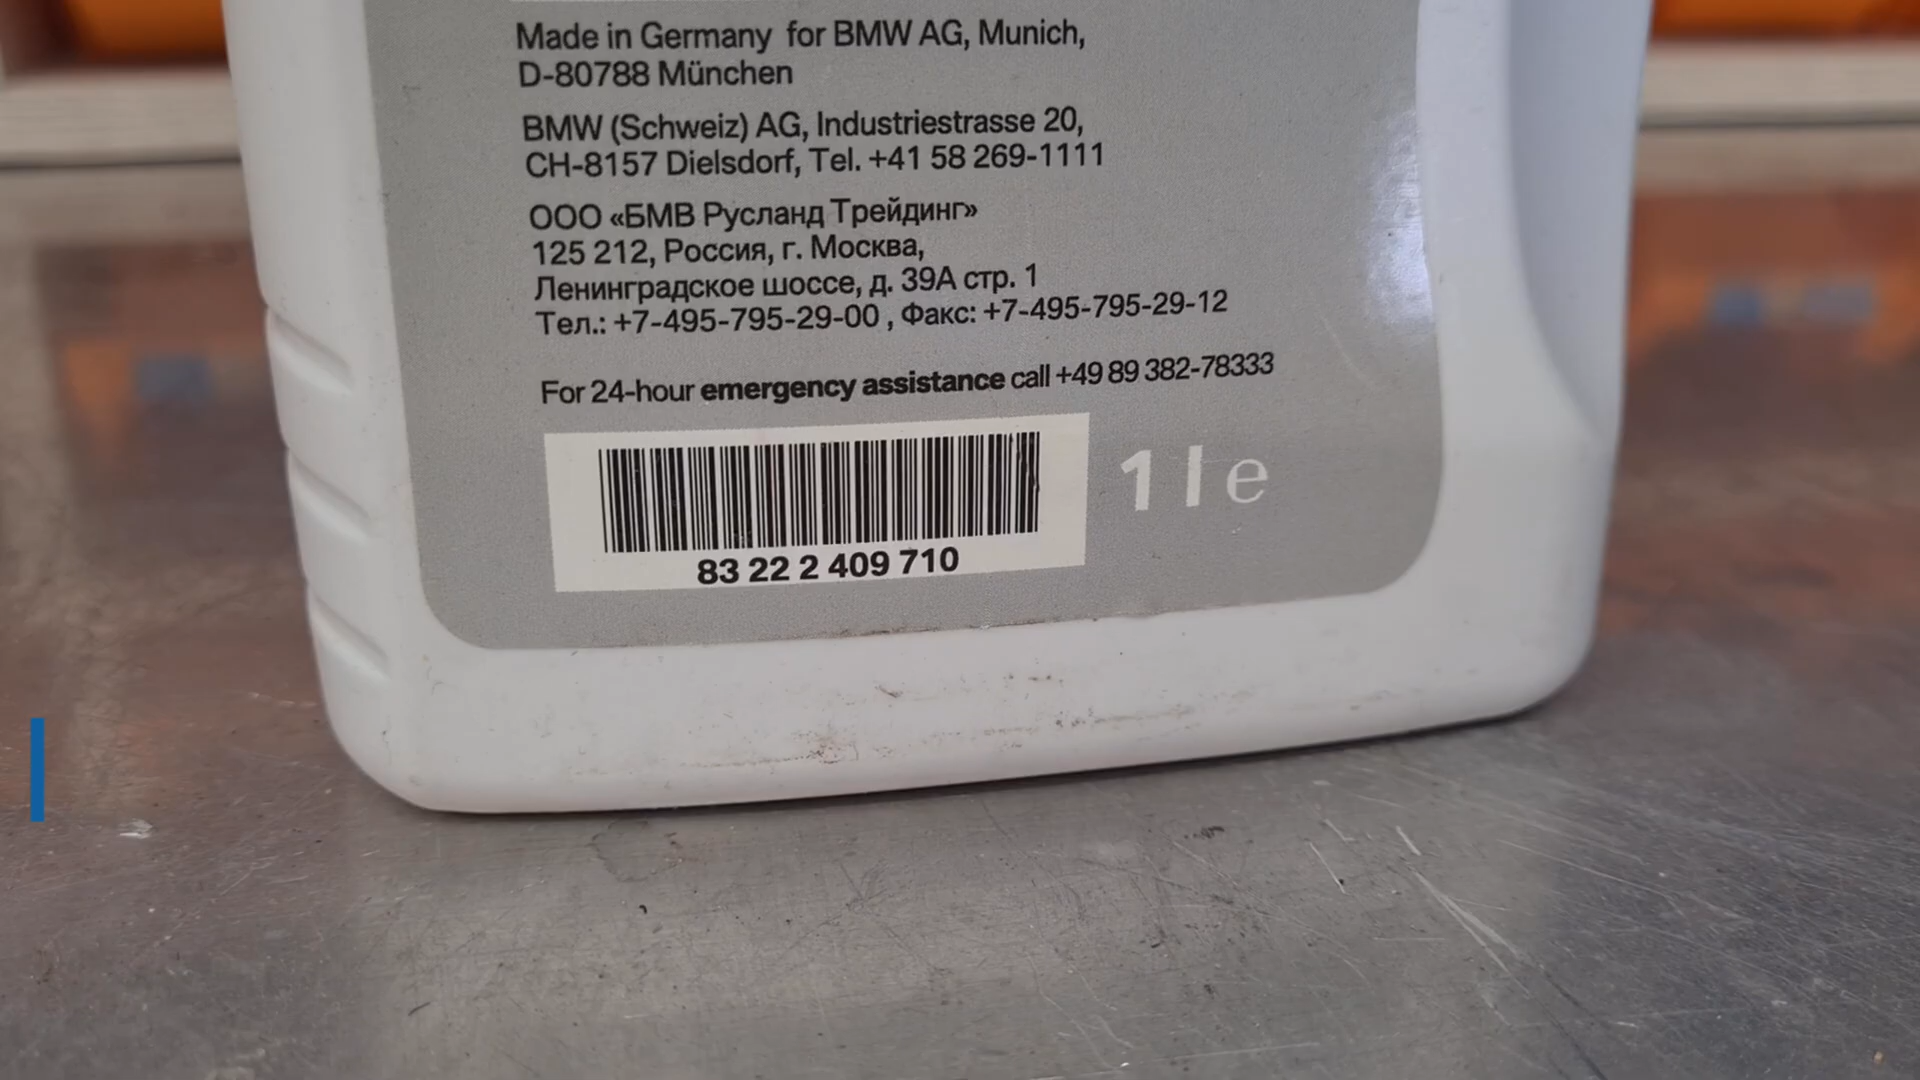 Made in Germany for BMW AG, Munich,
D-80788 München
BMW (Schweiz) AG, Industriestrasse 20,
CH-8157 Dielsdorf, Tel. +41 58 269-1111
ООО «БМВ Русланд Трейдинг»
125 212, Россия, г. Москва,
Ленинградское шоссе, д. 39А стр. 1
Тел.: +7-495-795-29-00 , Факс: +7-495-795-29-12
For 24-hour emergency assistance call +49 89 382-78333
83 22 2 409 710
1 l e